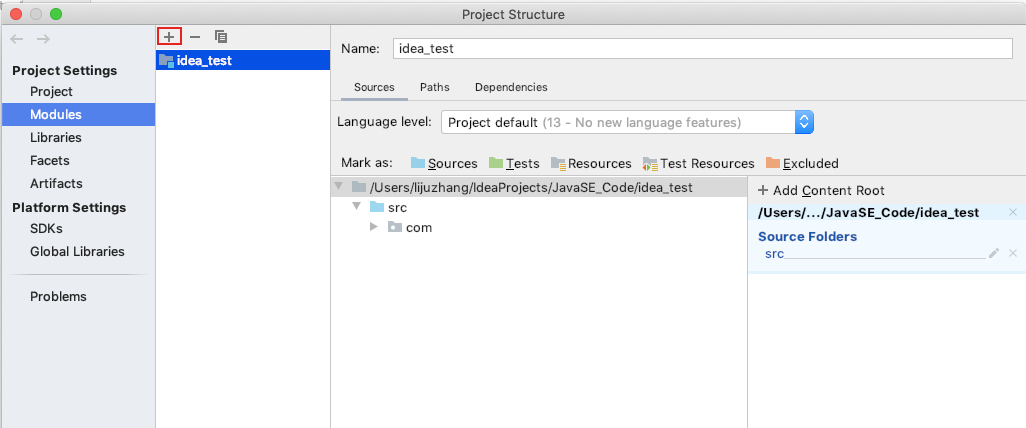 Project Structure
Project Settings
Project
Modules
Libraries
Facets
Artifacts
Platform Settings
SDKs
Global Libraries
Problems
idea_test
Name: idea_test
Sources Paths Dependencies
Language level: Project default (13 - No new language features)
Mark as: Sources Tests Resources Test Resources Excluded
/Users/lijuzhang/IdeaProjects/JavaSE_Code/idea_test
src
com
+ Add Content Root
/Users/.../JavaSE_Code/idea_test
Source Folders
src